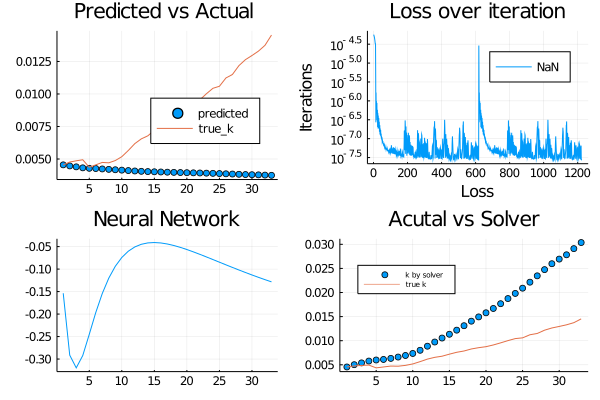 Predicted vs Actual
0.0125
0.0100
0.0075
0.0050
predicted
true_k
5 10 15 20 25 30
Loss over iteration
Iterations
10^-4.5
10^-5.0
10^-5.5
10^-6.0
10^-6.5
10^-7.0
10^-7.5
NaN
0 200 400 600 800 1000 1200
Loss
Neural Network
-0.05
-0.10
-0.15
-0.20
-0.25
-0.30
5 10 15 20 25 30
Acutal vs Solver
0.030
0.025
0.020
0.015
0.010
0.005
k by solver
true k
5 10 15 20 25 30